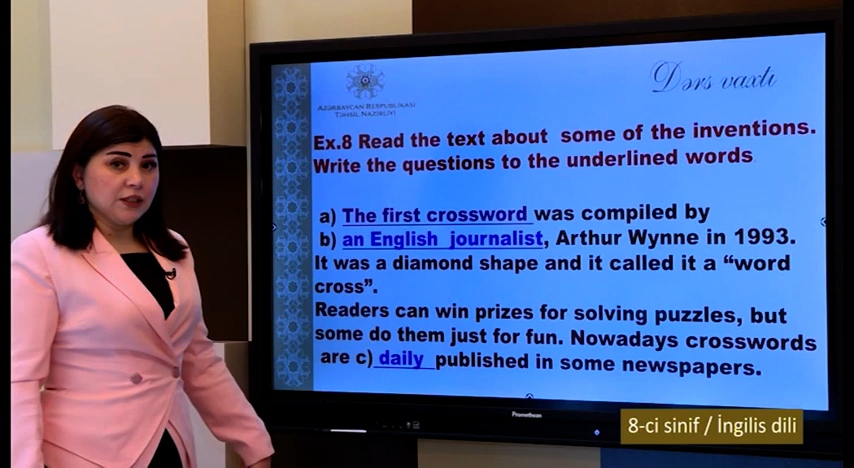 AZƏRBAYCAN RESPUBLİKASI
TƏHSİL NAZİRLİYİ
Dərs vaxtı
Ex.8 Read the text about some of the inventions.
Write the questions to the underlined words
a) The first crossword was compiled by
b) an English journalist, Arthur Wynne in 1993.
It was a diamond shape and it called it a “word
cross”.
Readers can win prizes for solving puzzles, but
some do them just for fun. Nowadays crosswords
are c) daily published in some newspapers.
Promethean
8-ci sinif / İngilis dili